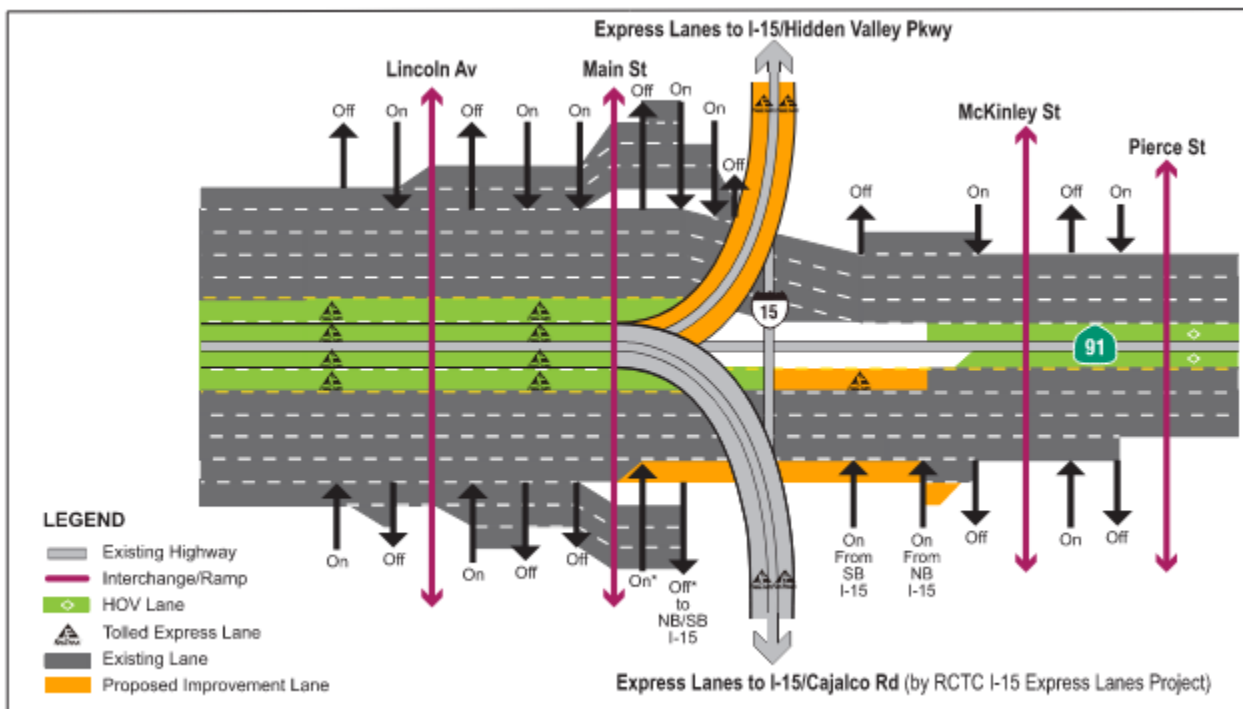 Express Lanes to I-15/Hidden Valley Pkwy
Lincoln Av
Main St
McKinley St
Pierce St
Off
On
Off
On
On
Off
On
On
Off
Off
On
Off
On
15
91
On
Off
On
Off
Off
On*
Off*
to
NB/SB
I-15
On
From
SB
I-15
On
From
NB
I-15
Off
On
Off
LEGEND
Existing Highway
Interchange/Ramp
HOV Lane
Tolled Express Lane
Existing Lane
Proposed Improvement Lane
Express Lanes to I-15/Cajalco Rd (by RCTC I-15 Express Lanes Project)